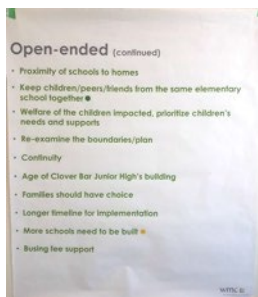 Open-ended (continued)
• Proximity of schools to homes
• Keep children/peers/friends from the same elementary
school together
• Welfare of the children impacted, prioritize children's
needs and supports
• Re-examine the boundaries/plan
• Continuity
• Age of Clover Bar Junior High's building
• Families should have choice
• Longer timeline for implementation
• More schools need to be built
• Busing fee support